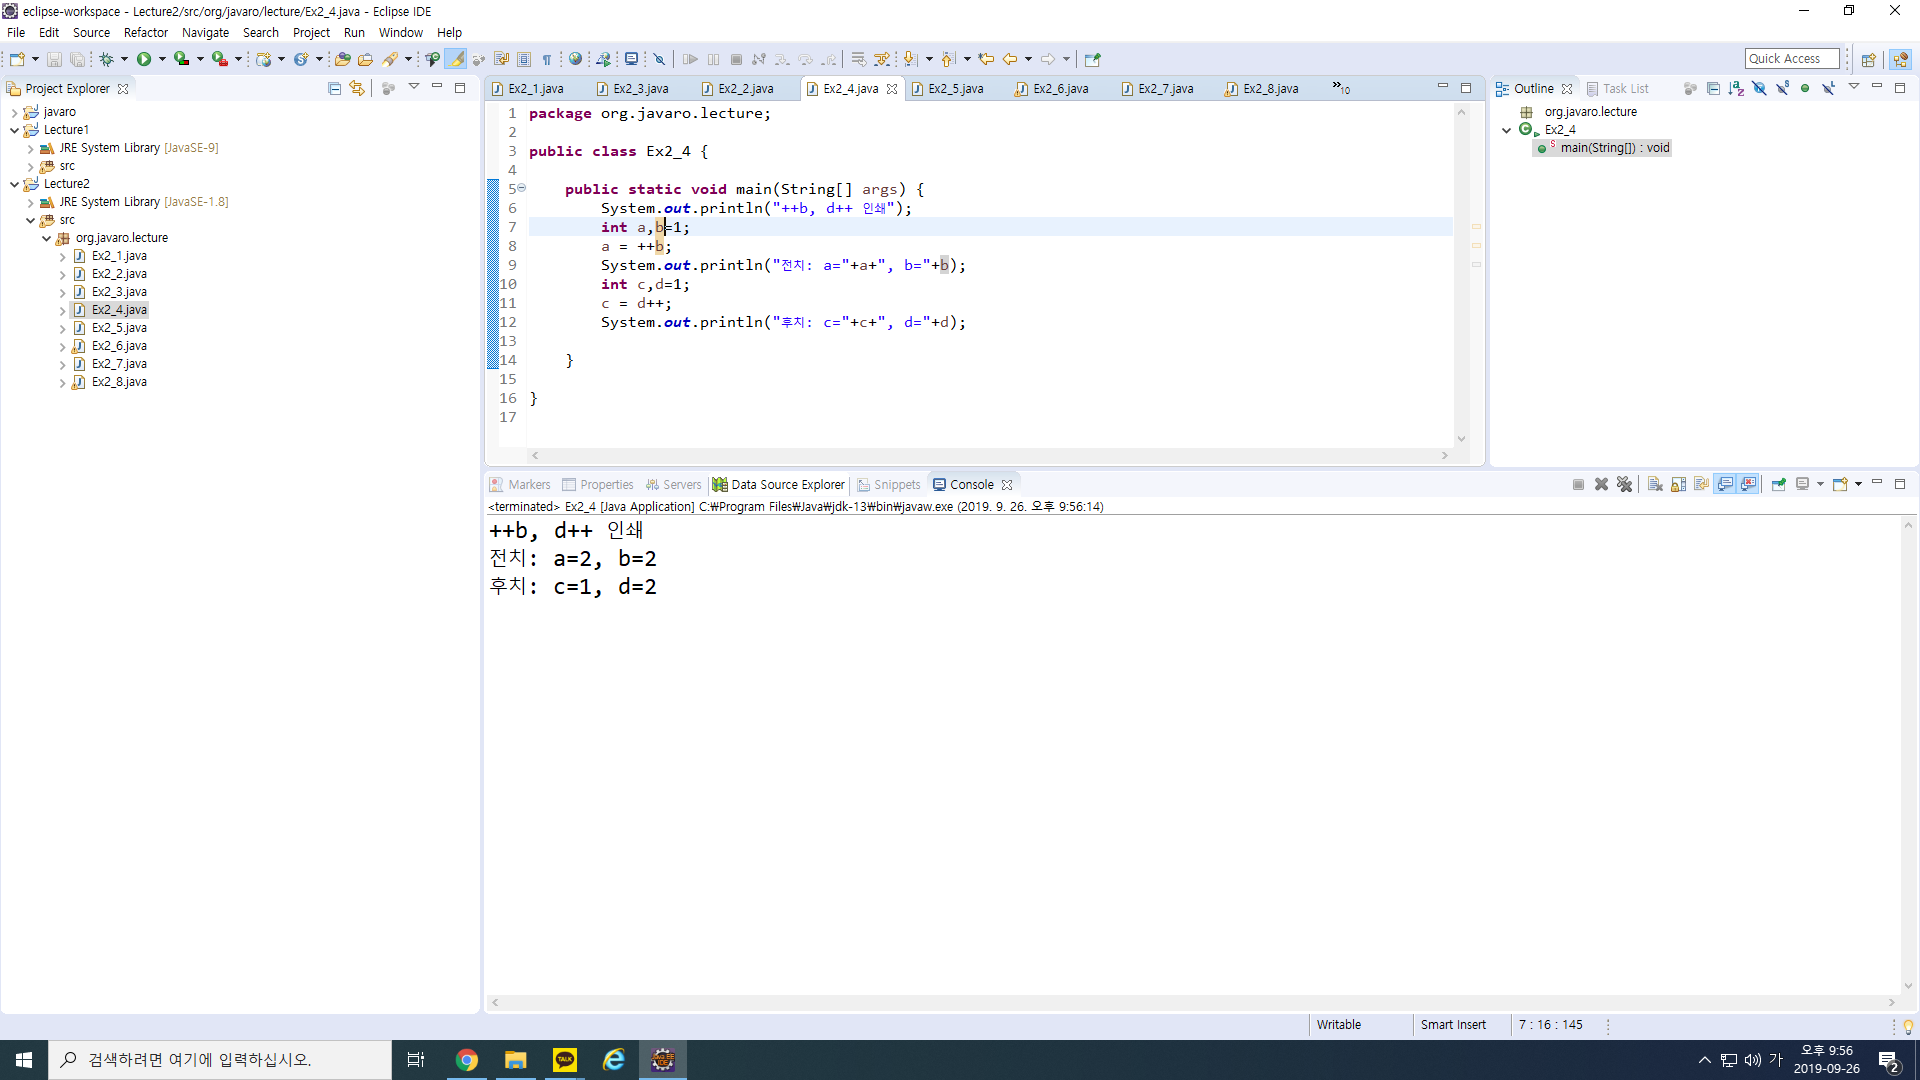 eclipse-workspace - Lecture2/src/org/javaro/lecture/Ex2_4.java - Eclipse IDE
File Edit Source Refactor Navigate Search Project Run Window Help
Quick Access
Project Explorer
javaro
Lecture1
JRE System Library [JavaSE-9]
src
Lecture2
JRE System Library [JavaSE-1.8]
src
org.javaro.lecture
Ex2_1.java
Ex2_2.java
Ex2_3.java
Ex2_4.java
Ex2_5.java
Ex2_6.java
Ex2_7.java
Ex2_8.java
Ex2_1.java Ex2_3.java Ex2_2.java Ex2_4.java Ex2_5.java Ex2_6.java Ex2_7.java Ex2_8.java »10
1 package org.javaro.lecture;
2
3 public class Ex2_4 {
4
5 public static void main(String[] args) {
6 System.out.println("++b, d++ 인쇄");
7 int a,b=1;
8 a = ++b;
9 System.out.println("전치: a="+a+", b="+b);
10 int c,d=1;
11 c = d++;
12 System.out.println("후치: c="+c+", d="+d);
13
14 }
15
16 }
17
Outline Task List
org.javaro.lecture
Ex2_4
main(String[]) : void
Markers Properties Servers Data Source Explorer Snippets Console
<terminated> Ex2_4 [Java Application] C:₩Program Files₩Java₩jdk-13₩bin₩javaw.exe (2019. 9. 26. 오후 9:56:14)
++b, d++ 인쇄
전치: a=2, b=2
후치: c=1, d=2
Writable Smart Insert 7 : 16 : 145
검색하려면 여기에 입력하십시오.
TALK
가
오후 9:56
2019-09-26
2